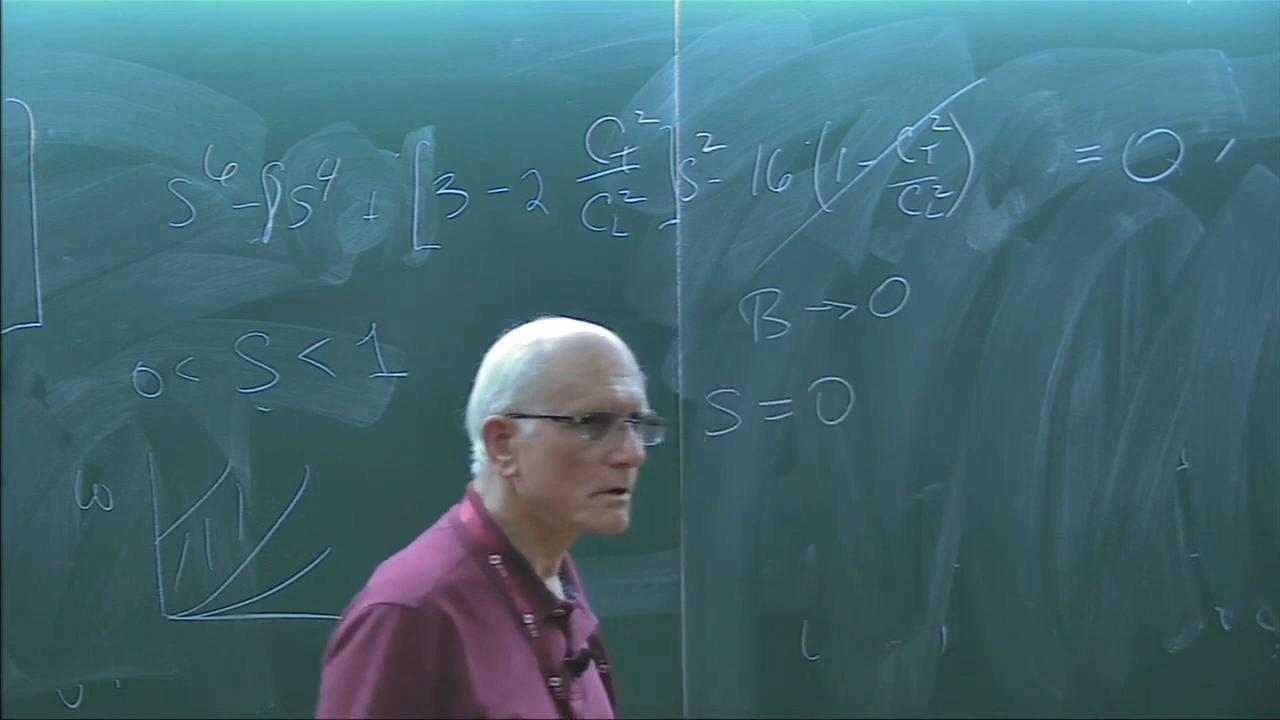 S⁶ - 8S⁴ + [3 - 2 C_T²/C_L²]S² - 16(1 - C_T²/C_L²) = 0,
B → 0
0 < S < 1
S = 0
ω